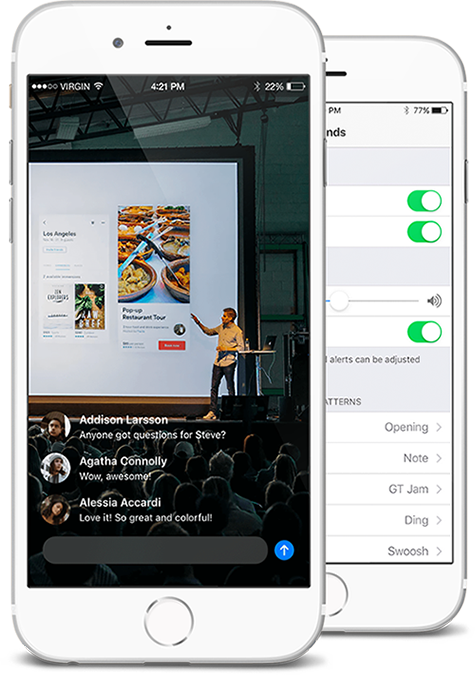 VIRGIN
4:21 PM
22%
Los Angeles
Pop-up
Restaurant Tour
Book now
Addison Larsson
Anyone got questions for Steve?
Agatha Connolly
Wow, awesome!
Alessia Accardi
Love it! So great and colorful!
PM
77%
nds
l alerts can be adjusted
ATTERNS
Opening
Note
GT Jam
Ding
Swoosh